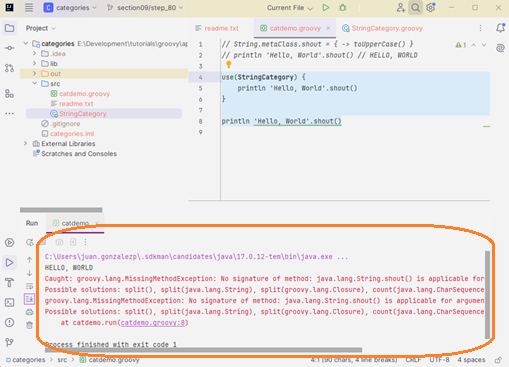 categories
section09/step_80
Current File
Project
readme.txt
catdemo.groovy
StringCategory.groovy
categories E:\Development\tutorials\groovy\a
.idea
lib
out
src
catdemo.groovy
readme.txt
StringCategory
.gitignore
categories.iml
External Libraries
Scratches and Consoles
1 // String.metaClass.shout = { -> toUpperCase() }
2 // println 'Hello, World'.shout() // HELLO, WORLD
3
4 use(StringCategory) {
5 println 'Hello, World'.shout()
6 }
7
8 println 'Hello, World'.shout()
9
1
Run
catdemo
C:\Users\juan.gonzalezp\.sdkman\candidates\java\17.0.12-tem\bin\java.exe ...
HELLO, WORLD
Caught: groovy.lang.MissingMethodException: No signature of method: java.lang.String.shout() is applicable for
Possible solutions: split(), split(java.lang.String), split(groovy.lang.Closure), count(java.lang.CharSequence
groovy.lang.MissingMethodException: No signature of method: java.lang.String.shout() is applicable for argumen
Possible solutions: split(), split(java.lang.String), split(groovy.lang.Closure), count(java.lang.CharSequence
at catdemo.run(catdemo.groovy:8)
Process finished with exit code 1
categories > src > catdemo.groovy
4:1 (90 chars, 4 line breaks)
CRLF
UTF-8
4 spaces